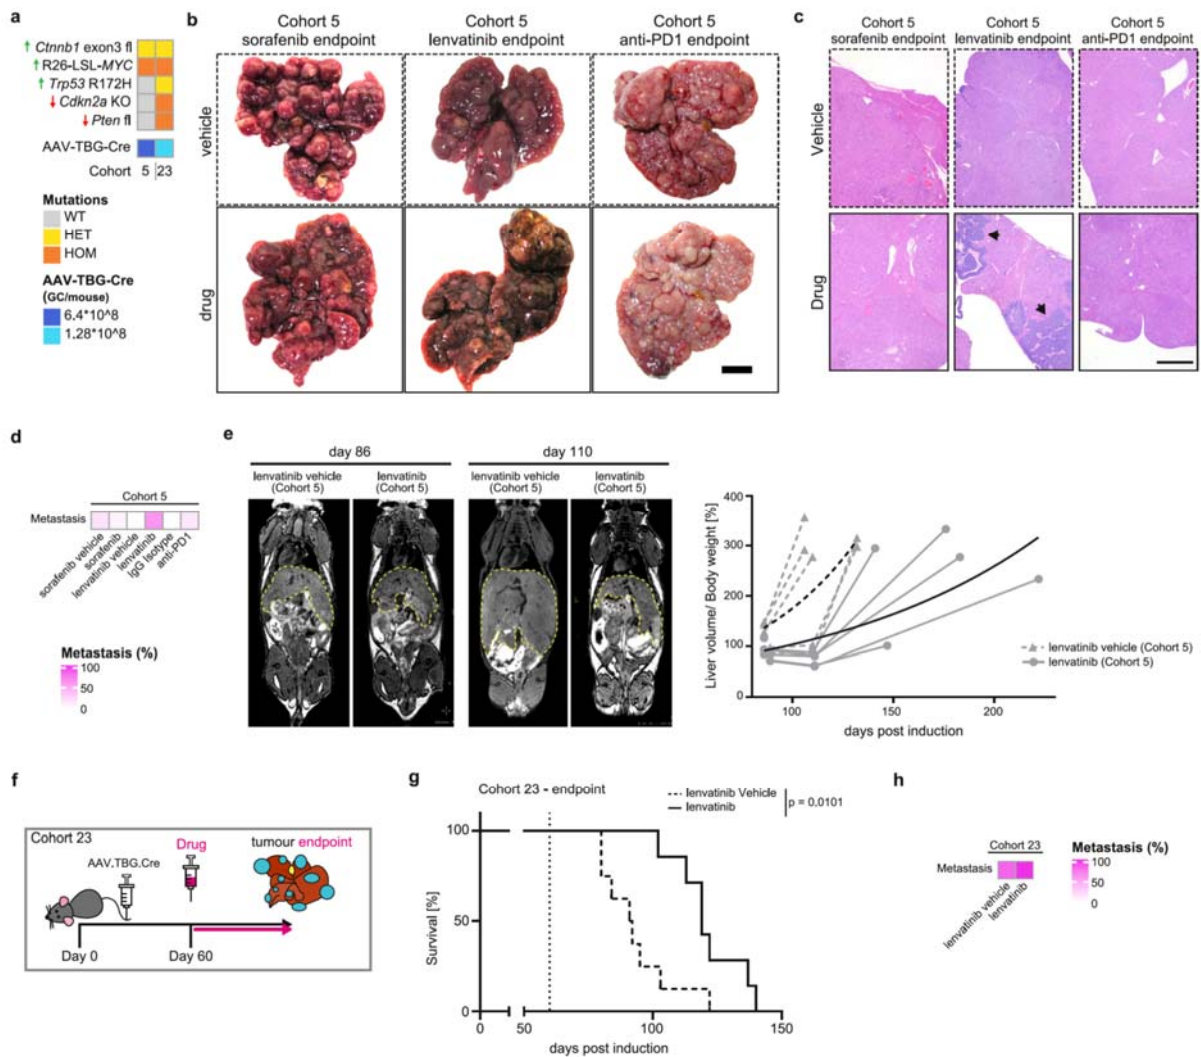 a
↑ Ctnnb1 exon3 fl
↑ R26-LSL-MYC
↑ Trp53 R172H
↓ Cdkn2a KO
↓ Pten fl
AAV-TBG-Cre
Cohort 5 23
Mutations
WT
HET
HOM
AAV-TBG-Cre
(GC/mouse)
6.4*10^8
1.28*10^8
b
Cohort 5
sorafenib endpoint
Cohort 5
lenvatinib endpoint
Cohort 5
anti-PD1 endpoint
vehicle
drug
c
Cohort 5
sorafenib endpoint
Cohort 5
lenvatinib endpoint
Cohort 5
anti-PD1 endpoint
Vehicle
Drug
d
Cohort 5
Metastasis
sorafenib vehicle
sorafenib
lenvatinib vehicle
lenvatinib
IgG Isotype
anti-PD1
Metastasis (%)
100
50
0
e
day 86
day 110
lenvatinib vehicle
(Cohort 5)
lenvatinib
(Cohort 5)
lenvatinib vehicle
(Cohort 5)
lenvatinib
(Cohort 5)
Liver volume/ Body weight [%]
400
300
200
100
0
100 150 200
days post induction
lenvatinib vehicle (Cohort 5)
lenvatinib (Cohort 5)
f
Cohort 23
AAV.TBG.Cre
Drug
tumour endpoint
Day 0
Day 60
g
Cohort 23 - endpoint
lenvatinib Vehicle
lenvatinib
p = 0.0101
Survival [%]
100
50
0
0 50 100 150
days post induction
h
Cohort 23
Metastasis
lenvatinib vehicle
lenvatinib
Metastasis (%)
100
50
0